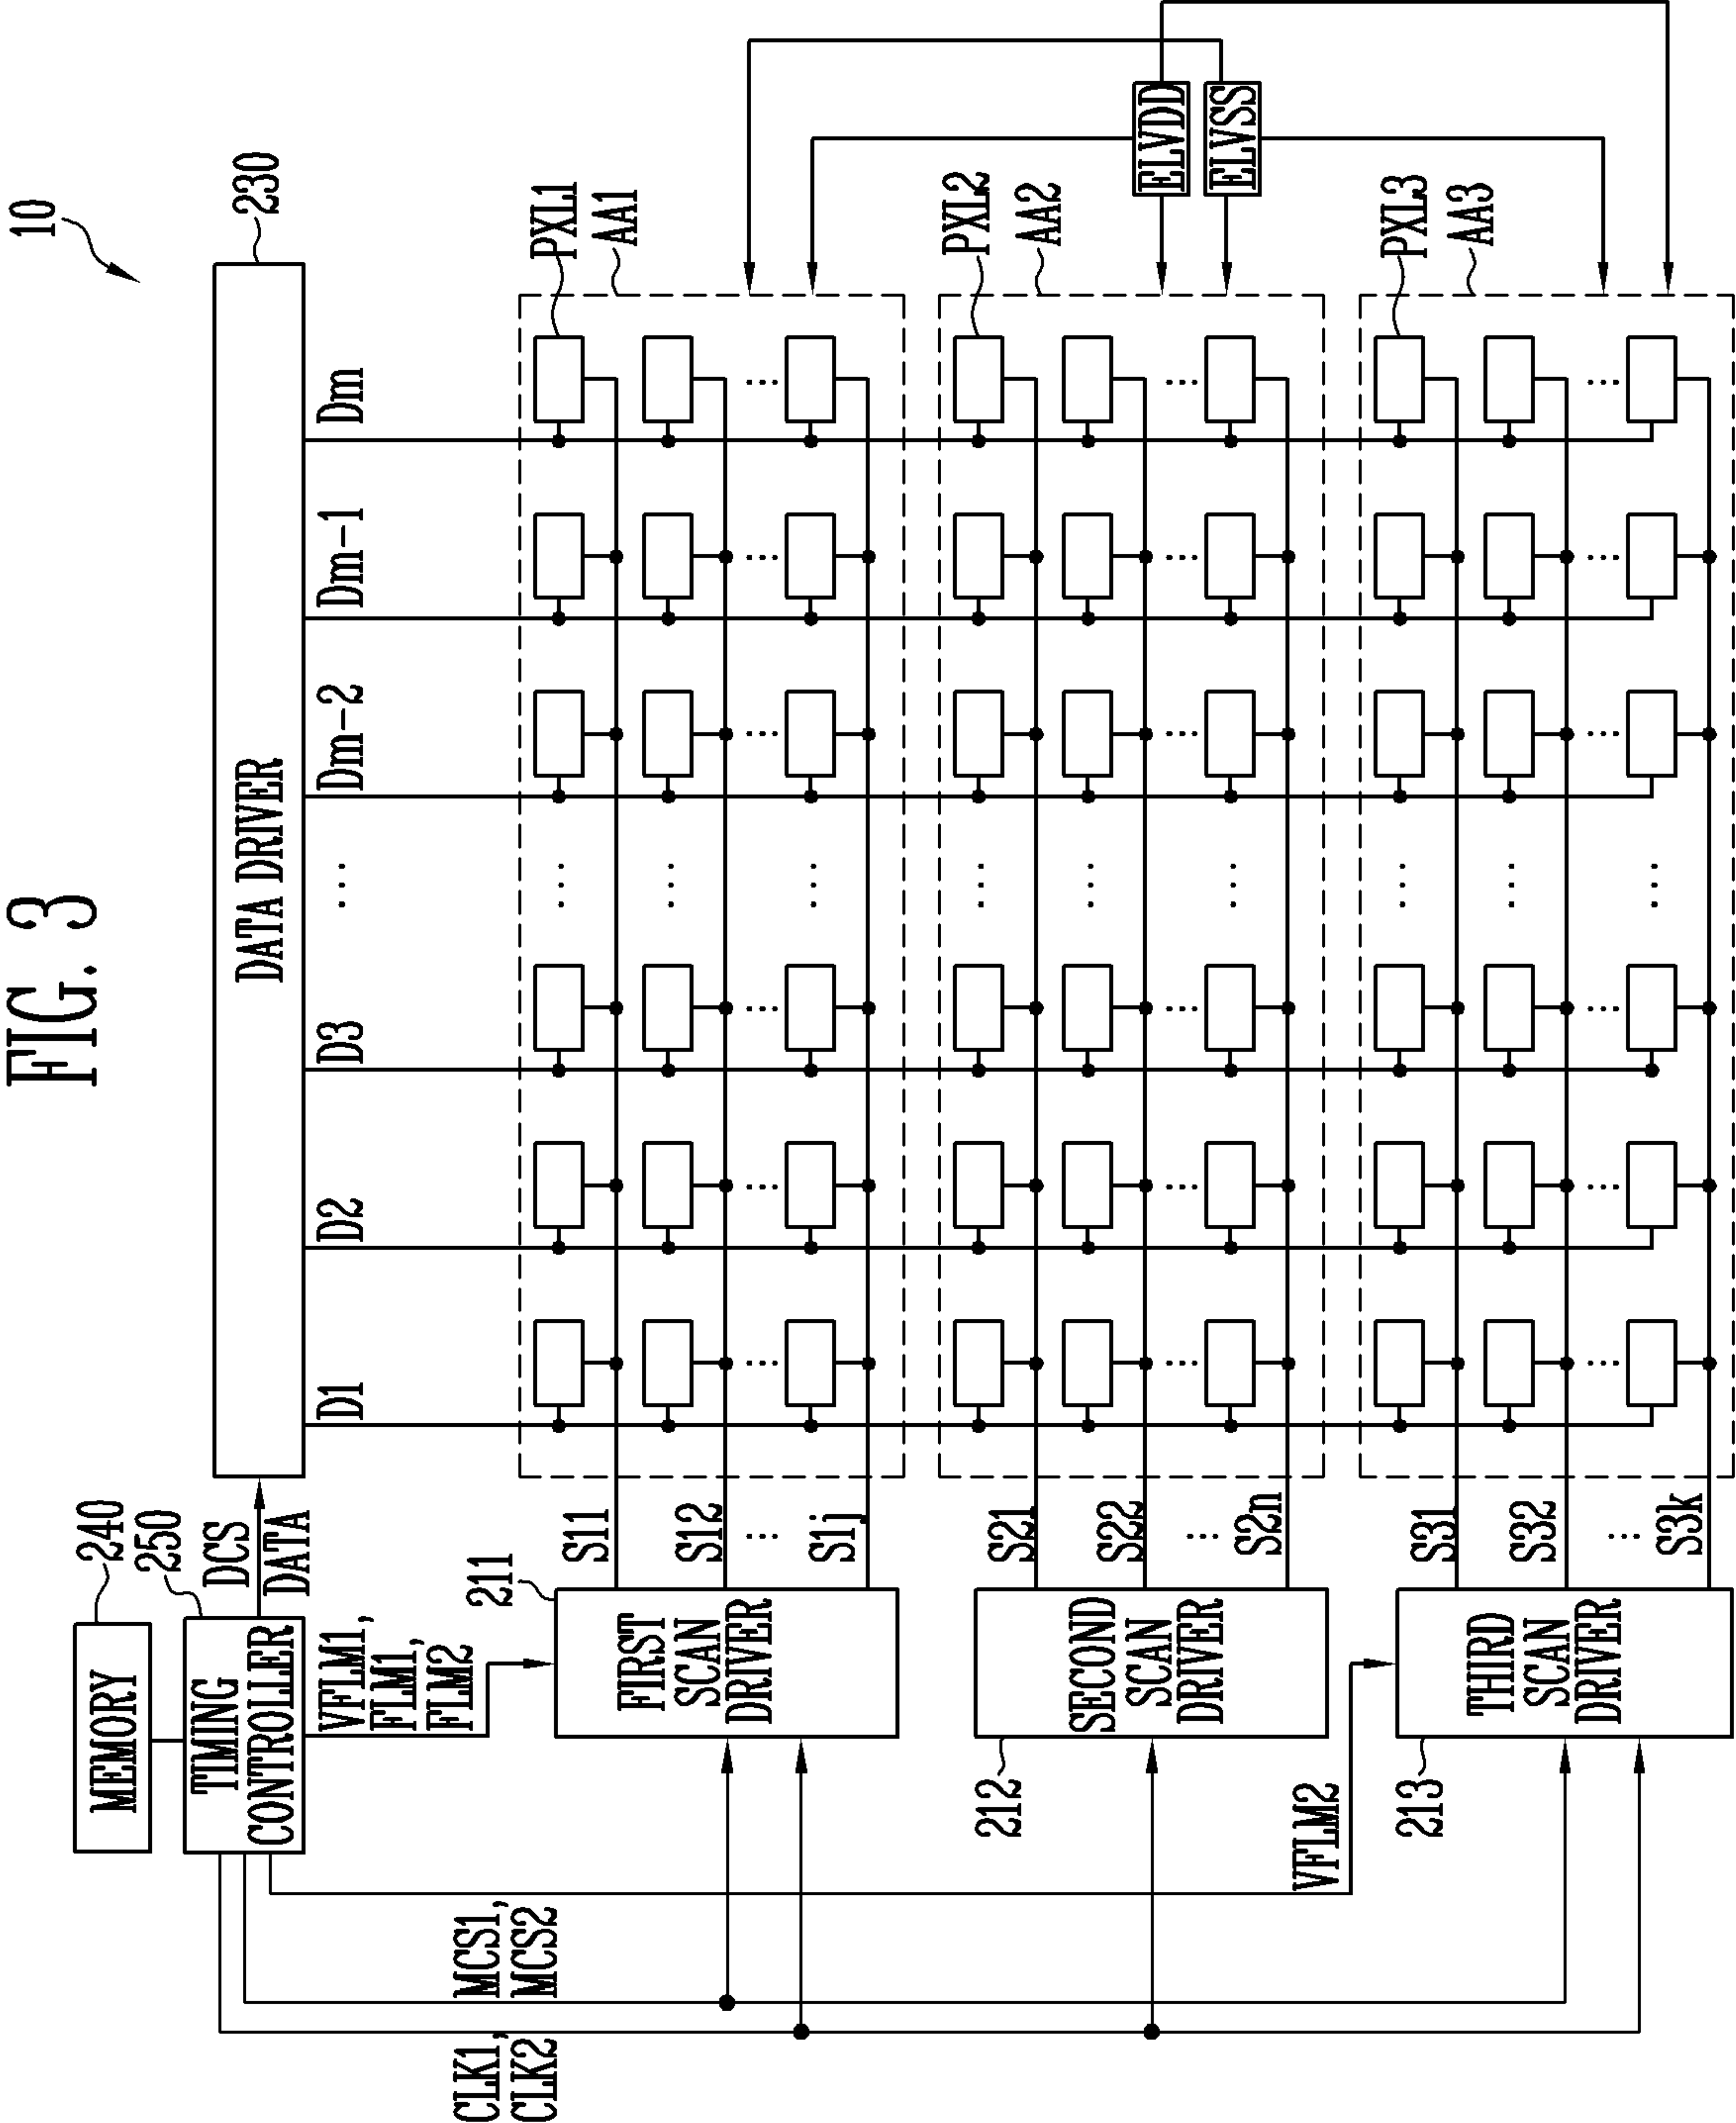 FIG. 3
10
MEMORY
240
TIMING
CONTROLLER
250
DCS
DATA
DATA DRIVER
230
D1
D2
D3
...
Dm-2
Dm-1
Dm
VFLM1,
FLM1,
FLM2
MCS1,
MCS2
CLK1,
CLK2
VFLM2
FIRST
SCAN
DRIVER
211
S11
S12
...
S1j
PXL1
AA1
SECOND
SCAN
DRIVER
212
S21
S22
...
S2n
PXL2
AA2
THIRD
SCAN
DRIVER
213
S31
S32
...
S3k
PXL3
AA3
ELVDD
ELVSS